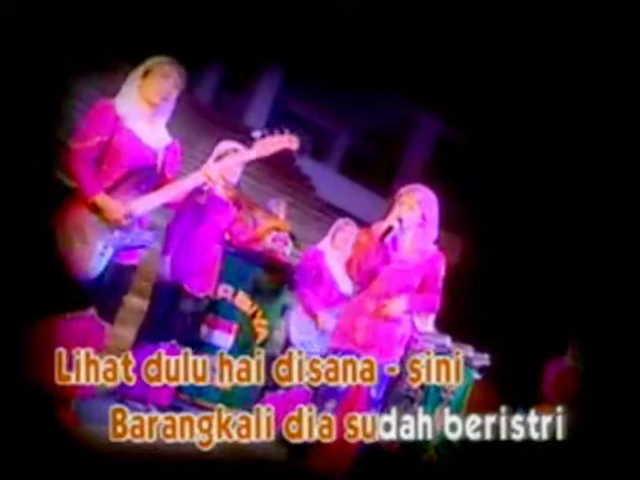 Lihat dulu hai disana - sini
Barangkali dia sudah beristri